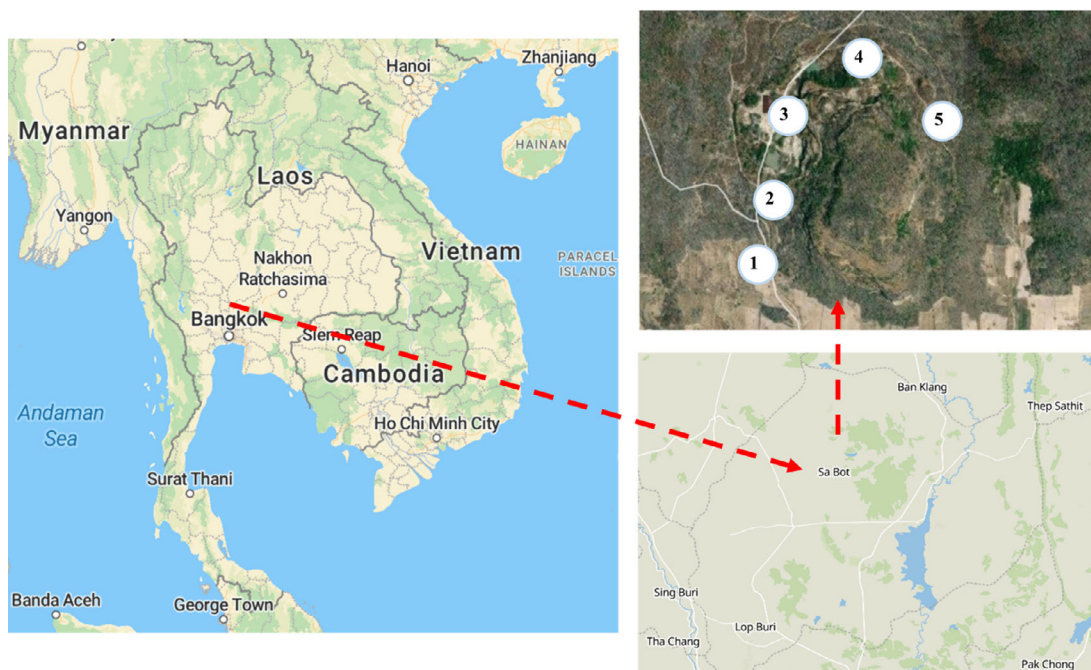 Hanoi
Zhanjiang
Myanmar
HAINAN
Laos
Yangon
Vietnam
PARACEL
ISLANDS
Nakhon
Ratchasima
Bangkok
Siem Reap
Cambodia
Andaman
Sea
Ho Chi Minh City
Surat Thani
Banda Aceh
George Town
4
3
5
2
1
Ban Klang
Thep Sathit
Sa Bot
Sing Buri
Lop Buri
Tha Chang
Pak Chong